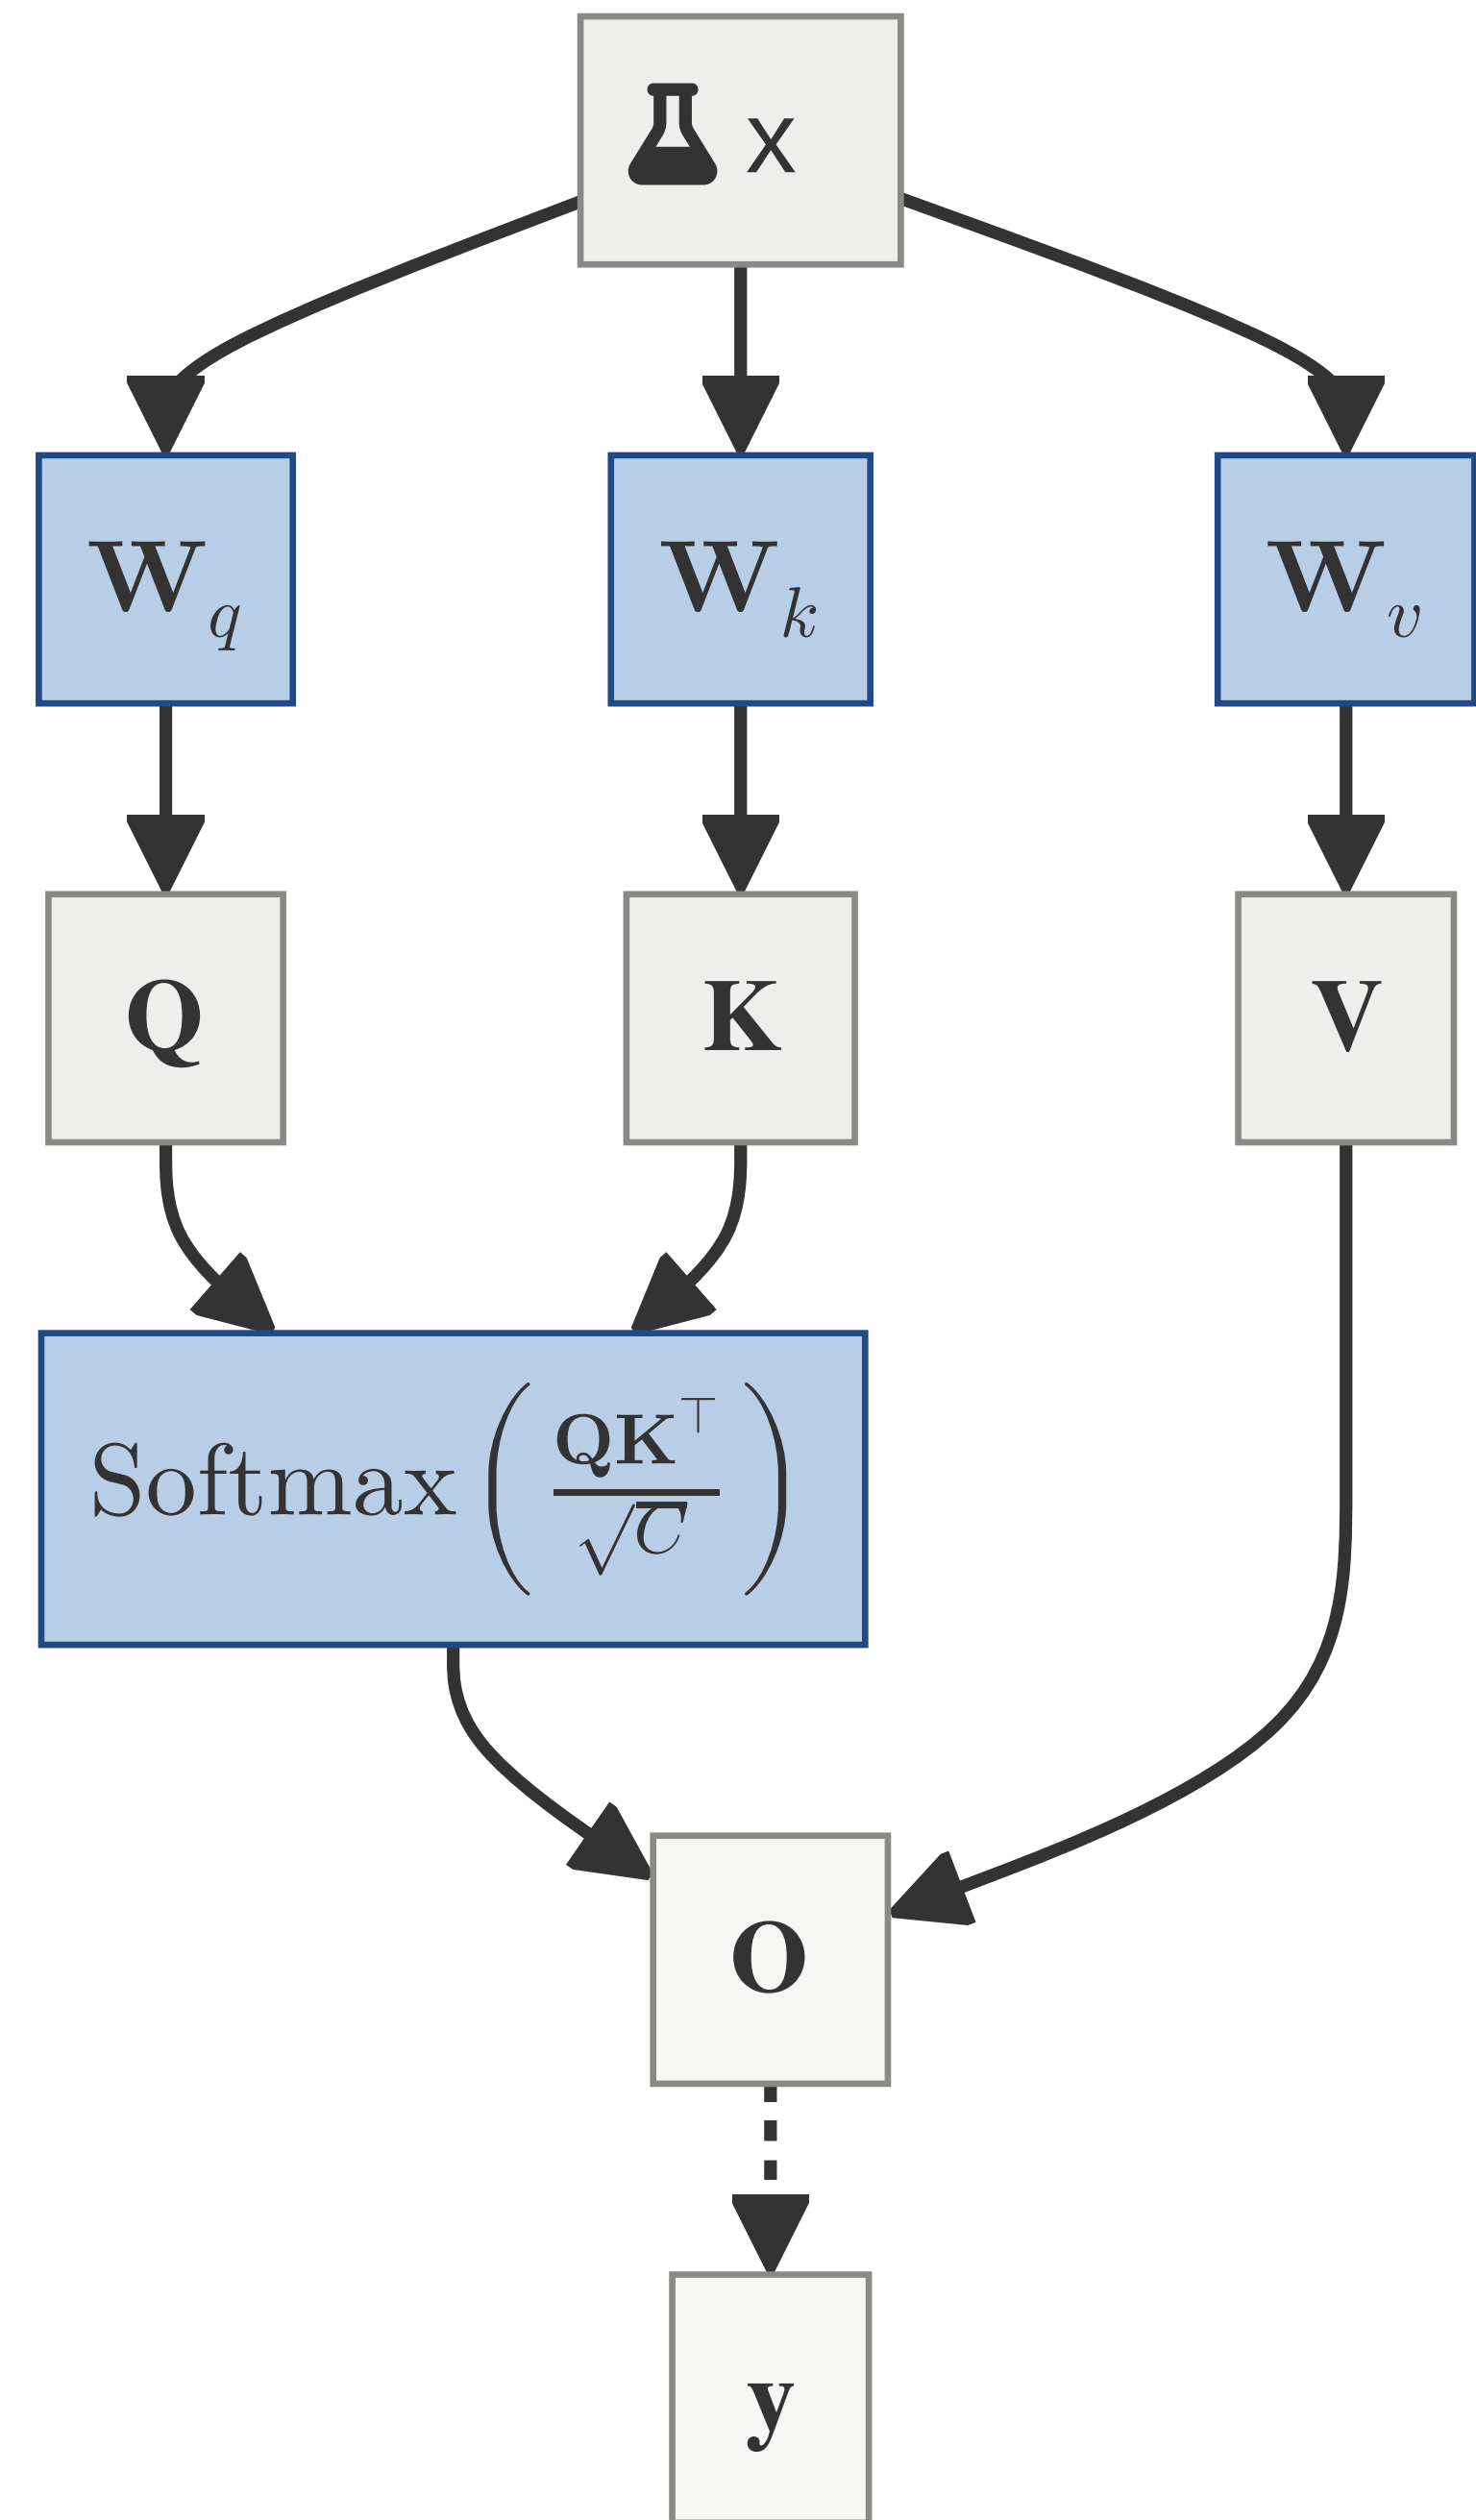 x
W_q W_k W_v
Q K V
Softmax(QK^⊤/√C)
O
y